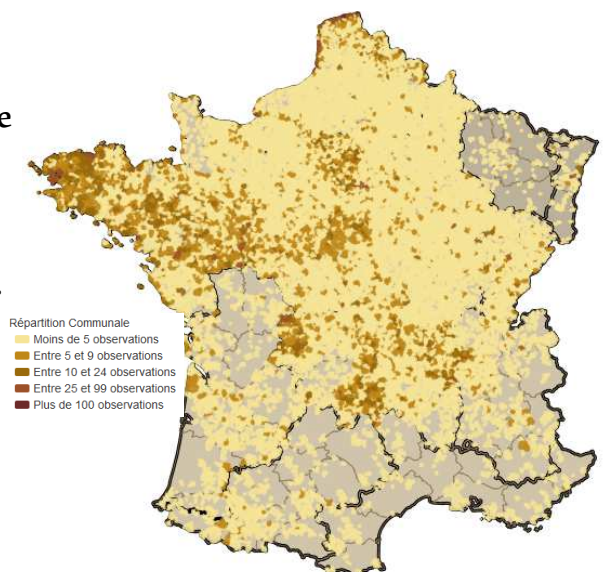 e
Répartition Communale
Moins de 5 observations
Entre 5 et 9 observations
Entre 10 et 24 observations
Entre 25 et 99 observations
Plus de 100 observations